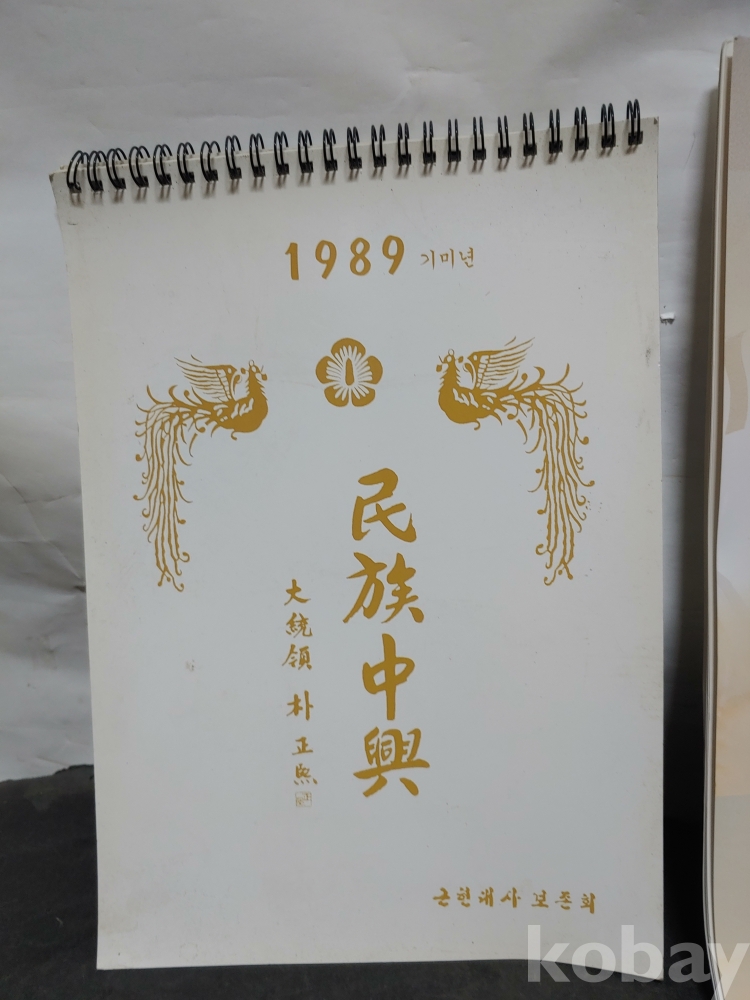 1989 기미년
民族中興
大統領 朴正熙
근현대사 보존회
kobay